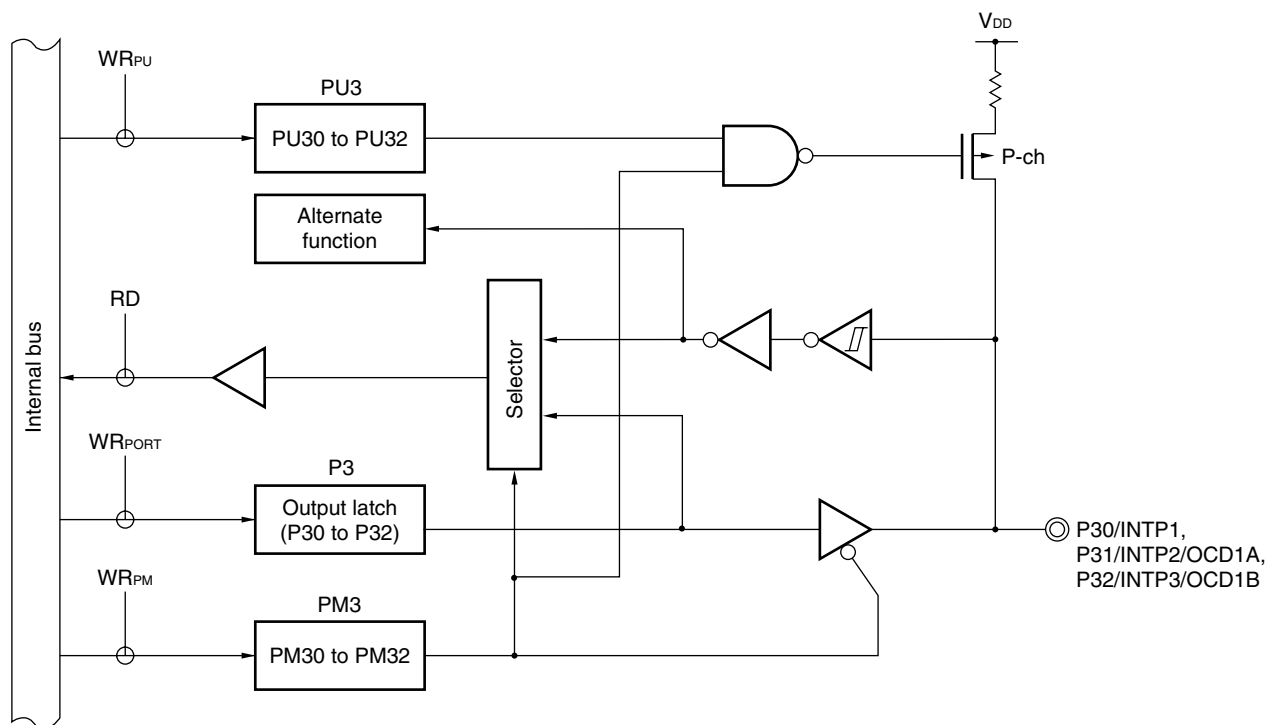 VDD
WRPU
PU3
PU30 to PU32
P-ch
Alternate
function
RD
Internal bus
Selector
WRPORT
P3
Output latch
(P30 to P32)
P30/INTP1,
P31/INTP2/OCD1A,
P32/INTP3/OCD1B
WRPM
PM3
PM30 to PM32